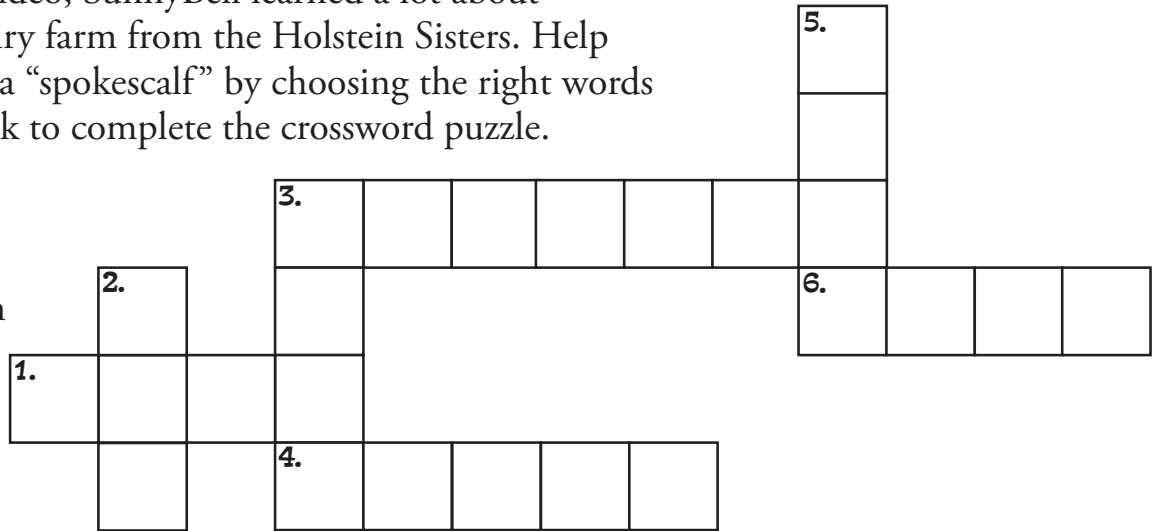 ideo, SunnyBell learned a lot about
iry farm from the Holstein Sisters. Help
a “spokescalf” by choosing the right words
k to complete the crossword puzzle.
5.
3.
2.
6.
n
1.
4.